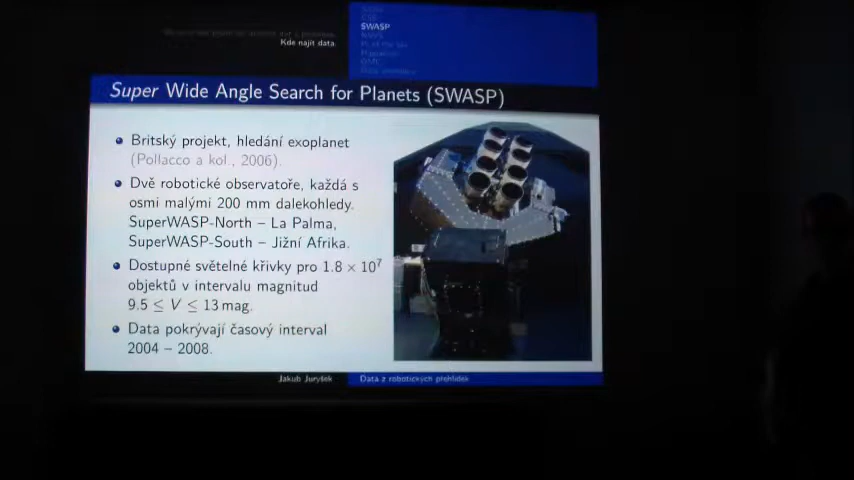 SWASP
Kde najít data.
Super Wide Angle Search for Planets (SWASP)
Britský projekt, hledání exoplanet
(Pollacco a kol., 2006).
Dvě robotické observatoře, každá s
osmi malými 200 mm dalekohledy.
SuperWASP-North – La Palma,
SuperWASP-South – Jižní Afrika.
Dostupné světelné křivky pro 1.8 × 10⁷
objektů v intervalu magnitud
9.5 ≤ V ≤ 13 mag.
Data pokrývají časový interval
2004 – 2008.
Jakub Juryšek
Data z robotických přehlídek